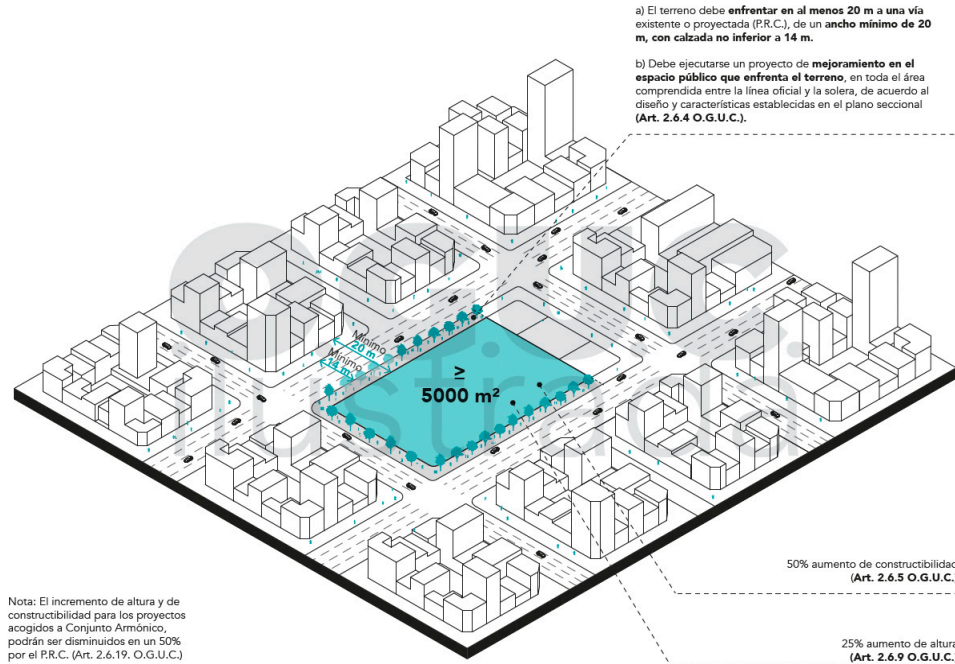 a) El terreno debe enfrentar en al menos 20 m a una vía
existente o proyectada (P.R.C.), de un ancho mínimo de 20
m, con calzada no inferior a 14 m.
b) Debe ejecutarse un proyecto de mejoramiento en el
espacio público que enfrenta el terreno, en toda el área
comprendida entre la línea oficial y la solera, de acuerdo al
diseño y características establecidas en el plano seccional
(Art. 2.6.4 O.G.U.C.).
O.G.U.C.
ilustrada
Mínimo
20 m
Mínimo
14 m
≥
5000 m²
50% aumento de constructibilidad
(Art. 2.6.5 O.G.U.C.
25% aumento de altura
(Art. 2.6.9 O.G.U.C.
Nota: El incremento de altura y de
constructibilidad para los proyectos
acogidos a Conjunto Armónico,
podrán ser disminuidos en un 50%
por el P.R.C. (Art. 2.6.19. O.G.U.C.)